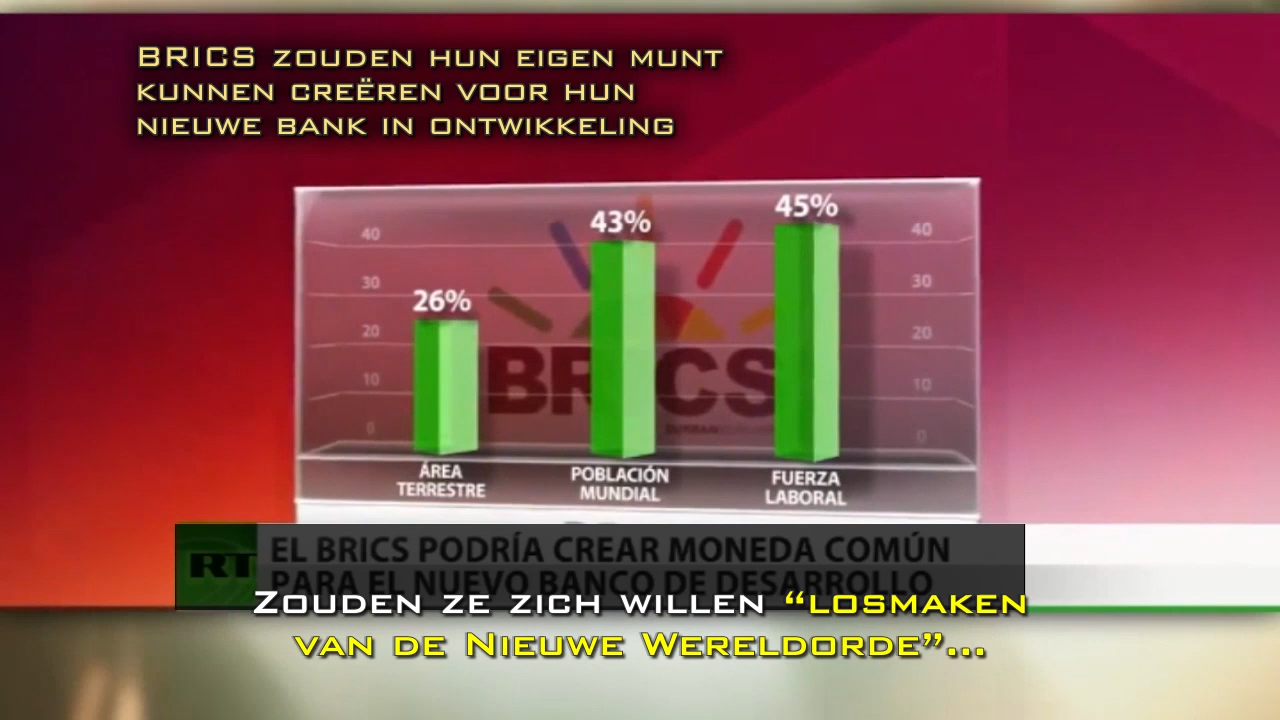 BRICS ZOUDEN HUN EIGEN MUNT
KUNNEN CREËREN VOOR HUN
NIEUWE BANK IN ONTWIKKELING
26%
43%
45%
40
40
30
30
20
20
10
10
0
0
BRICS
ÁREA
TERRESTRE
POBLACIÓN
MUNDIAL
FUERZA
LABORAL
RT
EL BRICS PODRÍA CREAR MONEDA COMÚN
PARA EL NUEVO BANCO DE DESARROLLO
ZOUDEN ZE ZICH WILLEN “LOSMAKEN
VAN DE NIEUWE WERELDORDE”...